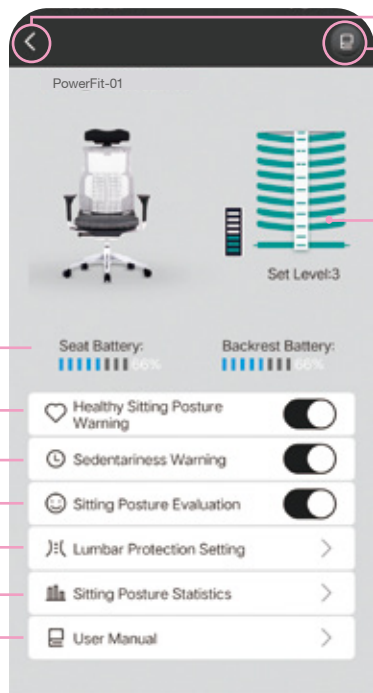 PowerFit-01
Set Level:3
Seat Battery:
Backrest Battery:
66%
66%
Healthy Sitting Posture
Warning
Sedentariness Warning
Sitting Posture Evaluation
Lumbar Protection Setting
Sitting Posture Statistics
User Manual